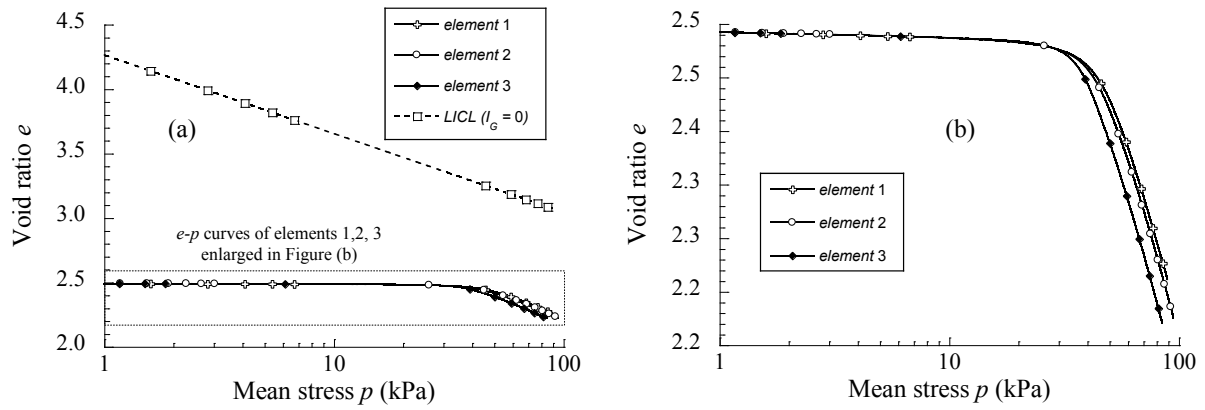 (a)
element 1
element 2
element 3
LICL (I_G = 0)
4.5
4.0
3.5
3.0
2.5
2.0
Void ratio e
e-p curves of elements 1,2, 3
enlarged in Figure (b)
1
10
100
Mean stress p (kPa)
(b)
element 1
element 2
element 3
2.5
2.5
2.4
2.3
2.3
2.2
2.2
Void ratio e
1
10
100
Mean stress p (kPa)